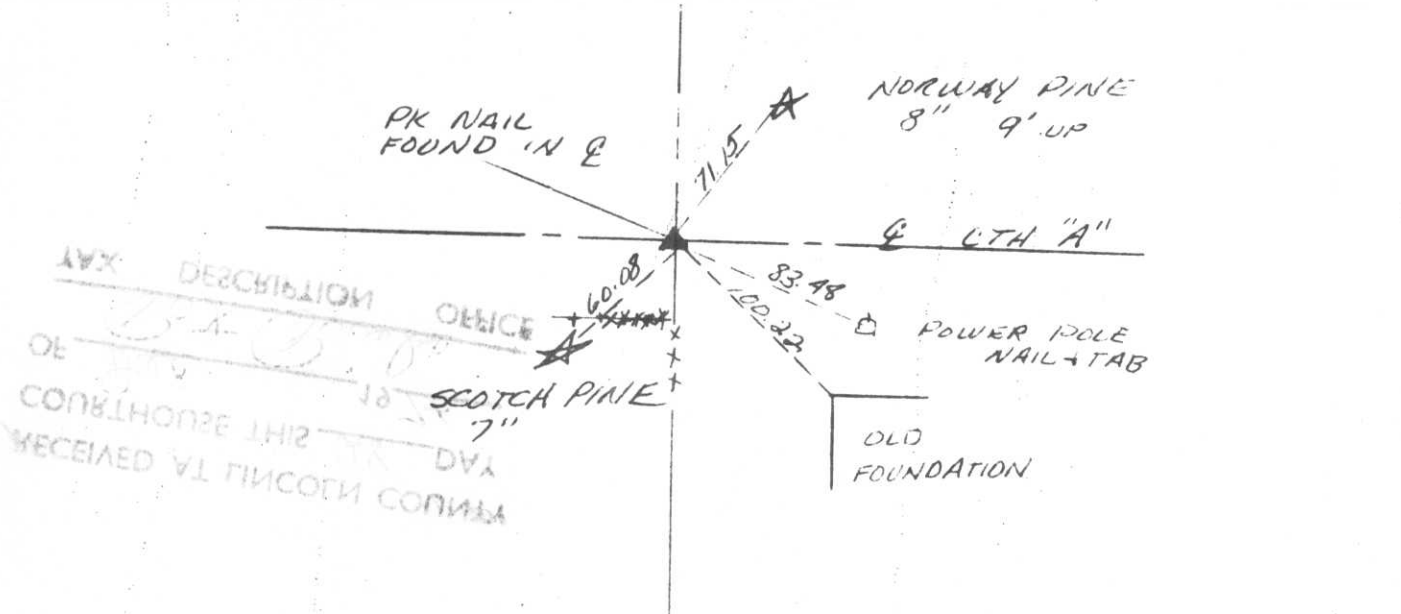 NORWAY PINE
8" 9' UP
PK NAIL
FOUND IN ℄
71.15
℄ CTH "A"
60.08
83.48
100.22
POWER POLE
NAIL + TAB
SCOTCH PINE
7"
OLD
FOUNDATION
RECEIVED AT LINCOLN COUNTY
COURTHOUSE THIS DAY
OF 19
TAX DESCRIPTION OFFICE